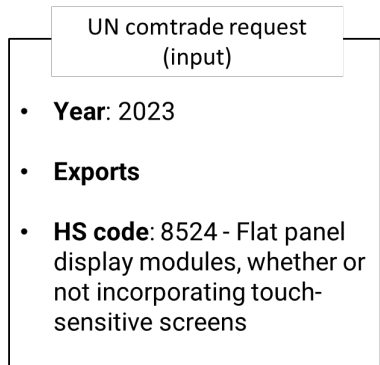 UN comtrade request
(input)
• Year: 2023
• Exports
• HS code: 8524 - Flat panel
display modules, whether or
not incorporating touch-
sensitive screens